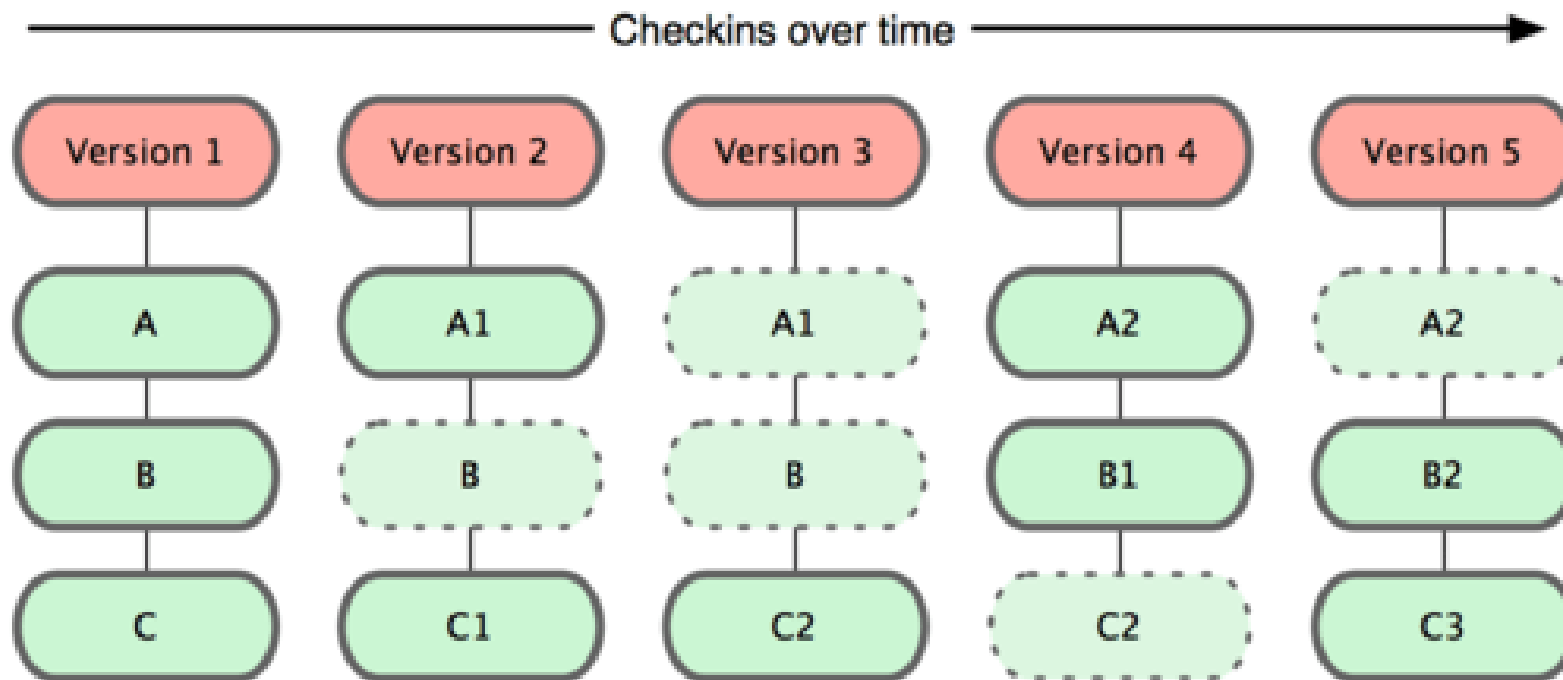 Checkins over time
Version 1 Version 2 Version 3 Version 4 Version 5
A A1 A1 A2 A2
B B B B1 B2
C C1 C2 C2 C3